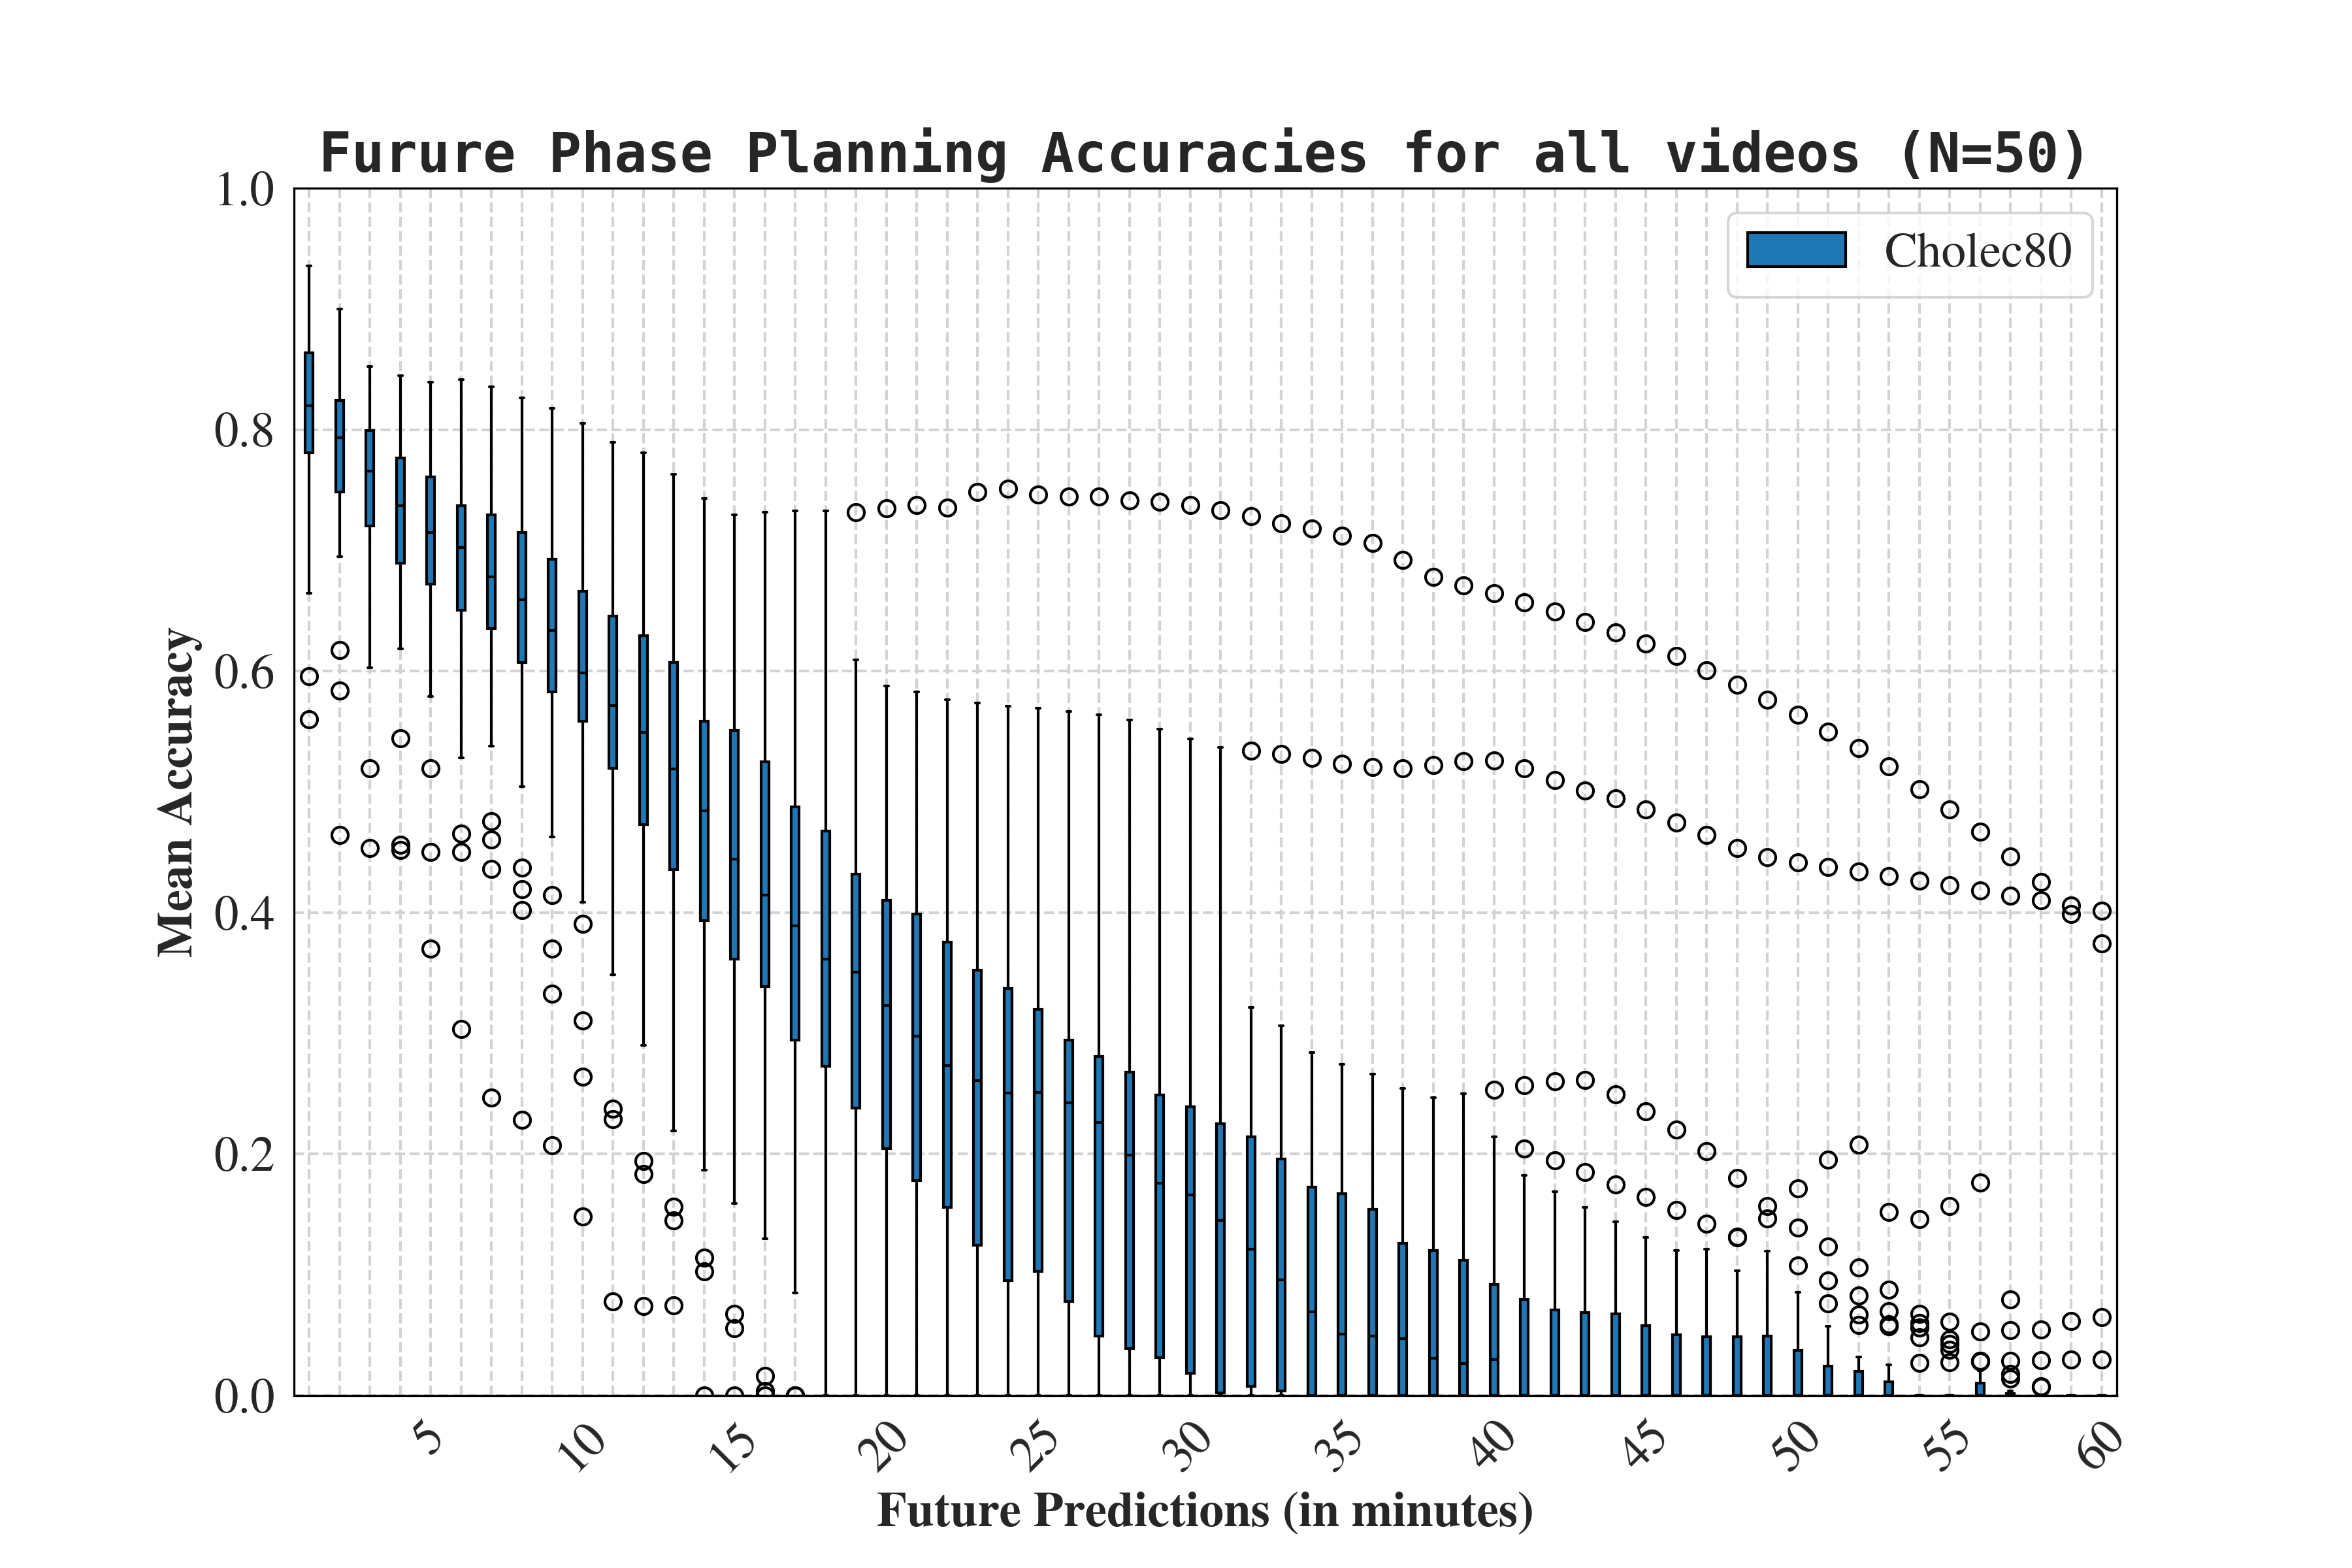 Furure Phase Planning Accuracies for all videos (N=50)
1.0
Cholec80
0.8
0.6
0.4
0.2
0.0
Mean Accuracy
5 10 15 20 25 30 35 40 45 50 55 60
Future Predictions (in minutes)